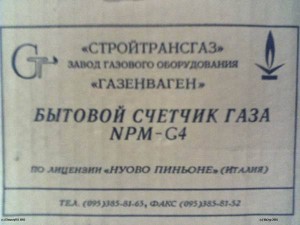 «СТРОЙТРАНСГАЗ»
ЗАВОД ГАЗОВОГО ОБОРУДОВАНИЯ
«ГАЗЕНВАГЕН»
БЫТОВОЙ СЧЕТЧИК ГАЗА
NPM-G4
ПО ЛИЦЕНЗИИ «НУОВО ПИНЬОНЕ» (ИТАЛИЯ)
ТЕЛ. (095)385-81-63, ФАКС (095)385-81-52